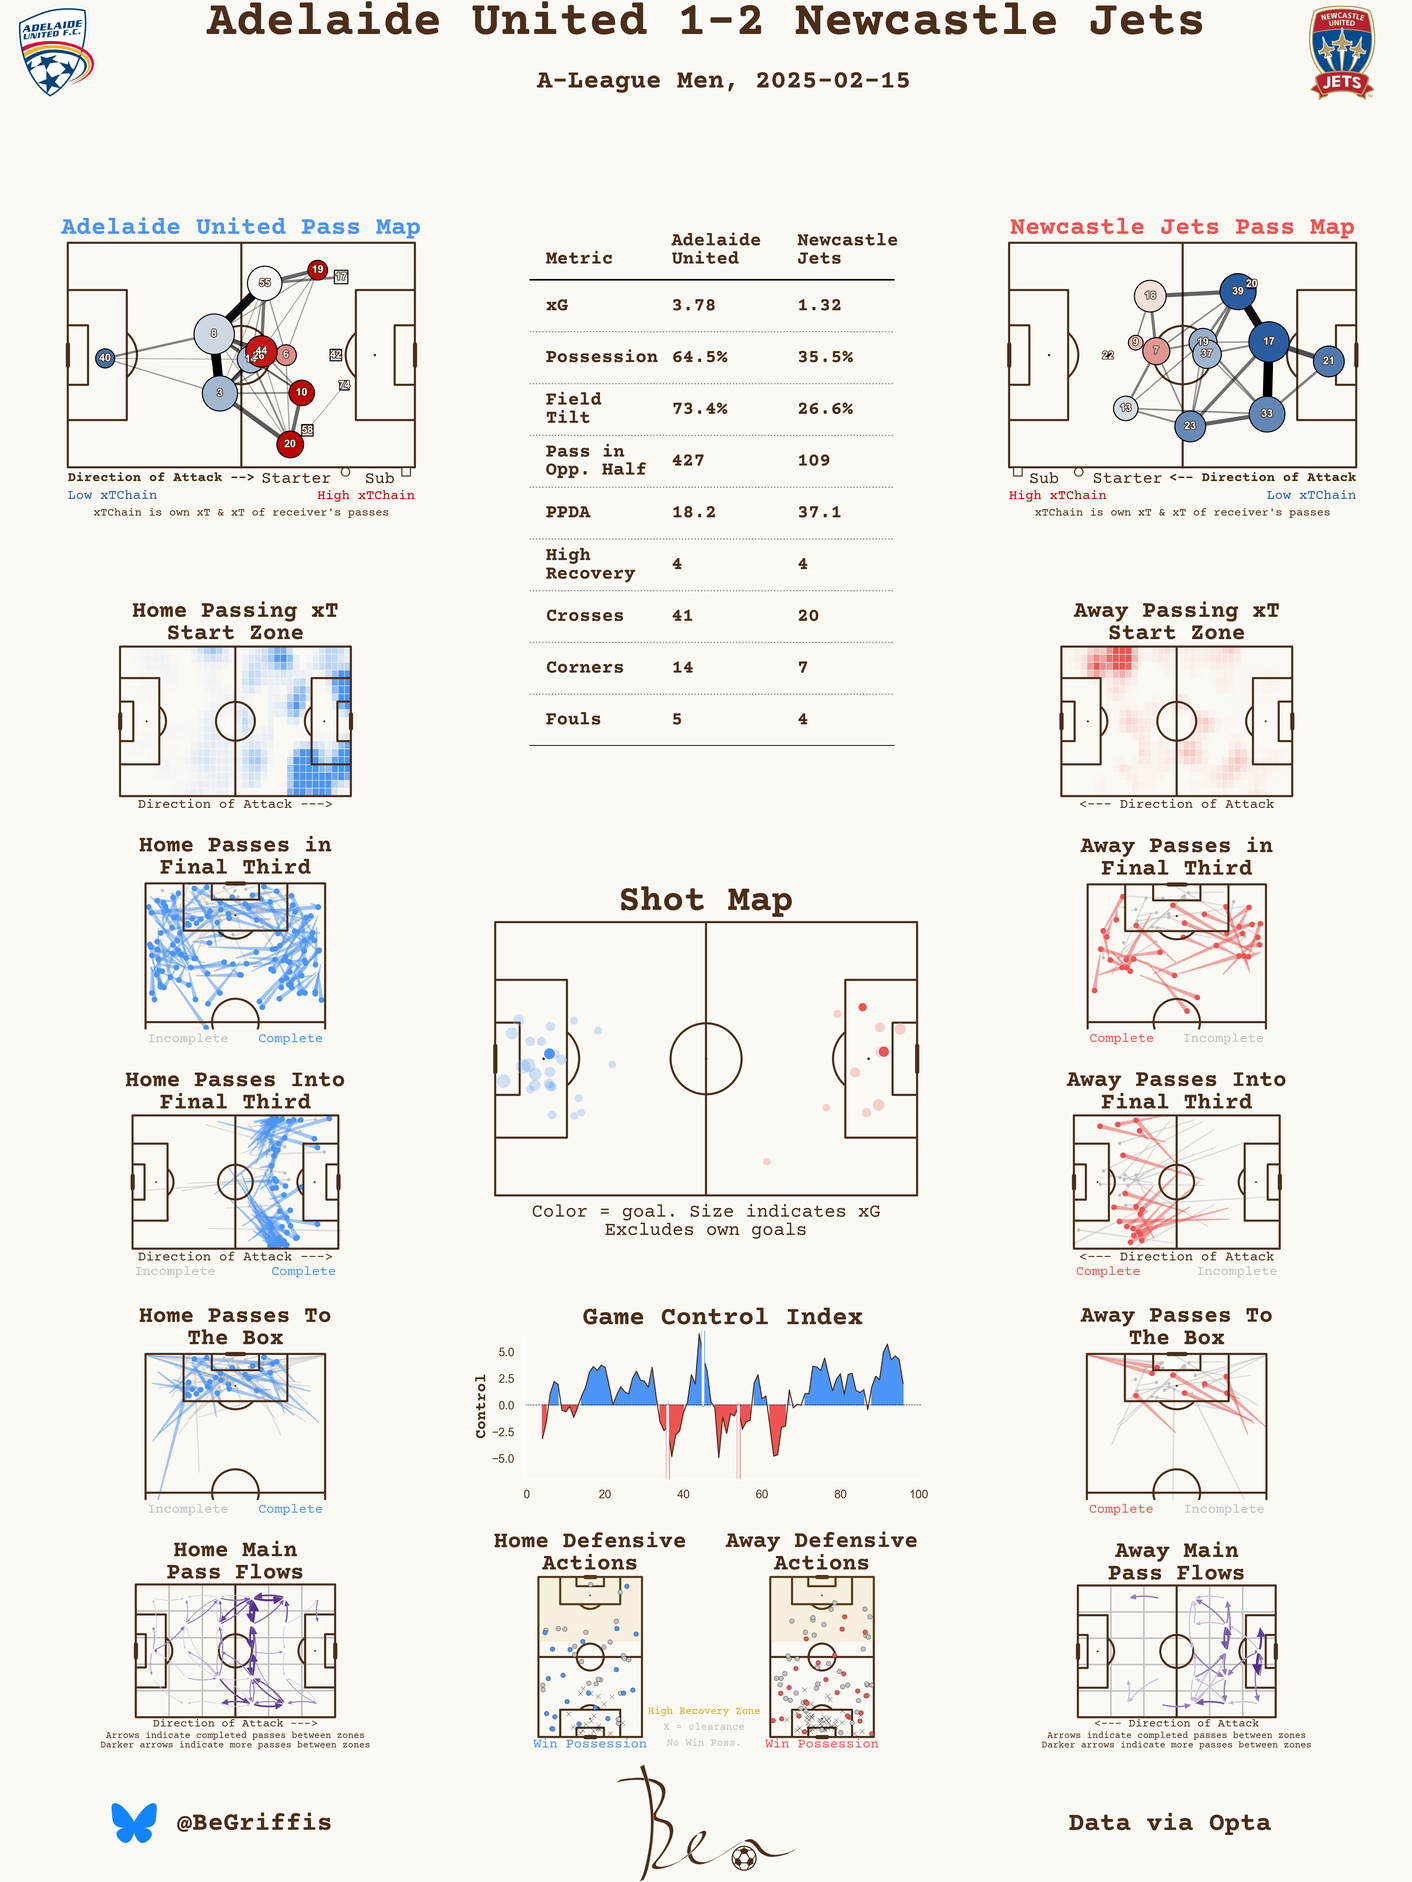 Adelaide United 1-2 Newcastle Jets
A-League Men, 2025-02-15
ADELAIDE
UNITED F.C.
NEWCASTLE
UNITED
JETS
Adelaide United Pass Map
55
19
17
8
40
44
6
42
3
10
74
58
20
Direction of Attack --> Starter Sub
Low xTChain High xTChain
xTChain is own xT & xT of receiver's passes
Metric Adelaide United Newcastle Jets
xG 3.78 1.32
Possession 64.5% 35.5%
Field Tilt 73.4% 26.6%
Pass in Opp. Half 427 109
PPDA 18.2 37.1
High Recovery 4 4
Crosses 41 20
Corners 14 7
Fouls 5 4
Newcastle Jets Pass Map
18
39
20
9
7
19
37
17
22
21
13
23
33
Sub Starter <-- Direction of Attack
High xTChain Low xTChain
xTChain is own xT & xT of receiver's passes
Home Passing xT
Start Zone
Direction of Attack --->
Away Passing xT
Start Zone
<--- Direction of Attack
Home Passes in
Final Third
Incomplete Complete
Away Passes in
Final Third
Complete Incomplete
Shot Map
Color = goal. Size indicates xG
Excludes own goals
Home Passes Into
Final Third
Direction of Attack --->
Incomplete Complete
Away Passes Into
Final Third
<--- Direction of Attack
Complete Incomplete
Home Passes To
The Box
Incomplete Complete
Game Control Index
Control
5.0
2.5
0.0
−2.5
−5.0
0 20 40 60 80 100
Away Passes To
The Box
Complete Incomplete
Home Main
Pass Flows
Direction of Attack --->
Arrows indicate completed passes between zones
Darker arrows indicate more passes between zones
Home Defensive
Actions
Win Possession
High Recovery Zone
X = clearance
No Win Poss.
Away Defensive
Actions
Win Possession
Away Main
Pass Flows
<--- Direction of Attack
Arrows indicate completed passes between zones
Darker arrows indicate more passes between zones
@BeGriffis
Ben
Data via Opta